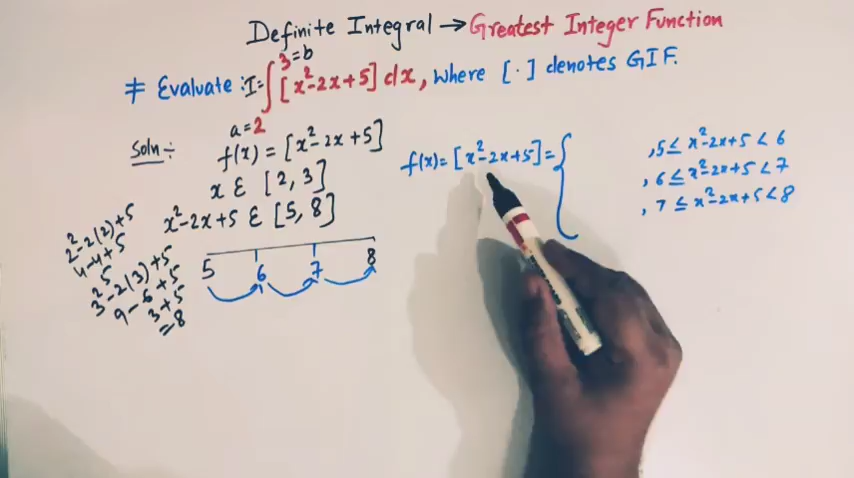 Definite Integral → Greatest Integer Function
3=b
≠ Evaluate :I=∫[x²-2x+5] dx, where [·] denotes GIF.
a=2
Soln÷
f(x) = [x²-2x+5]
x ∈ [2, 3]
x²-2x+5 ∈ [5, 8]
5 6 7 8
2²-2(2)+5
4-4+5
5
3²-2(3)+5
9-6+5
3+5
=8
f(x)=[x²-2x+5]={
, 5≤ x²-2x+5 < 6
, 6 ≤ x²-2x+5 < 7
, 7 ≤ x²-2x+5 < 8